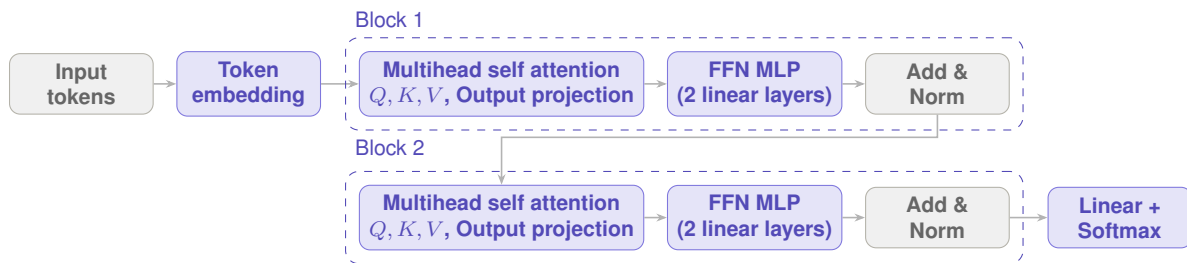 Block 1
Input
tokens
Token
embedding
Multihead self attention
Q, K, V, Output projection
FFN MLP
(2 linear layers)
Add &
Norm
Block 2
Multihead self attention
Q, K, V, Output projection
FFN MLP
(2 linear layers)
Add &
Norm
Linear +
Softmax